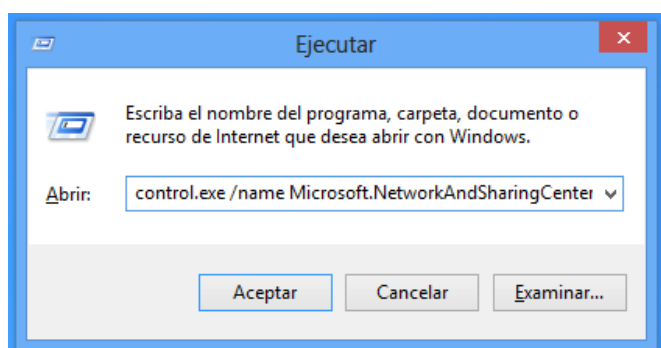 Ejecutar
Escriba el nombre del programa, carpeta, documento o
recurso de Internet que desea abrir con Windows.
Abrir:
control.exe /name Microsoft.NetworkAndSharingCenter
Aceptar
Cancelar
Examinar...